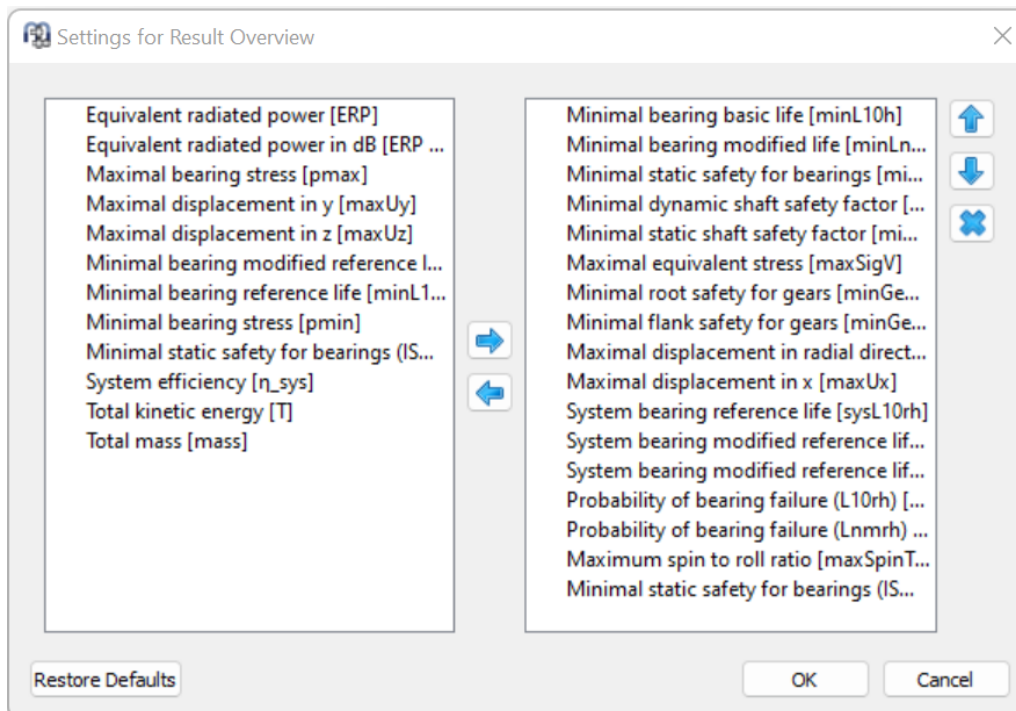 Settings for Result Overview
Equivalent radiated power [ERP]
Equivalent radiated power in dB [ERP ...
Maximal bearing stress [pmax]
Maximal displacement in y [maxUy]
Maximal displacement in z [maxUz]
Minimal bearing modified reference l...
Minimal bearing reference life [minL1...
Minimal bearing stress [pmin]
Minimal static safety for bearings (IS...
System efficiency [η_sys]
Total kinetic energy [T]
Total mass [mass]
Minimal bearing basic life [minL10h]
Minimal bearing modified life [minLn...
Minimal static safety for bearings [mi...
Minimal dynamic shaft safety factor [...
Minimal static shaft safety factor [mi...
Maximal equivalent stress [maxSigV]
Minimal root safety for gears [minGe...
Minimal flank safety for gears [minGe...
Maximal displacement in radial direct...
Maximal displacement in x [maxUx]
System bearing reference life [sysL10rh]
System bearing modified reference lif...
System bearing modified reference lif...
Probability of bearing failure (L10rh) [...
Probability of bearing failure (Lnmrh) ...
Maximum spin to roll ratio [maxSpinT...
Minimal static safety for bearings (IS...
Restore Defaults
OK
Cancel